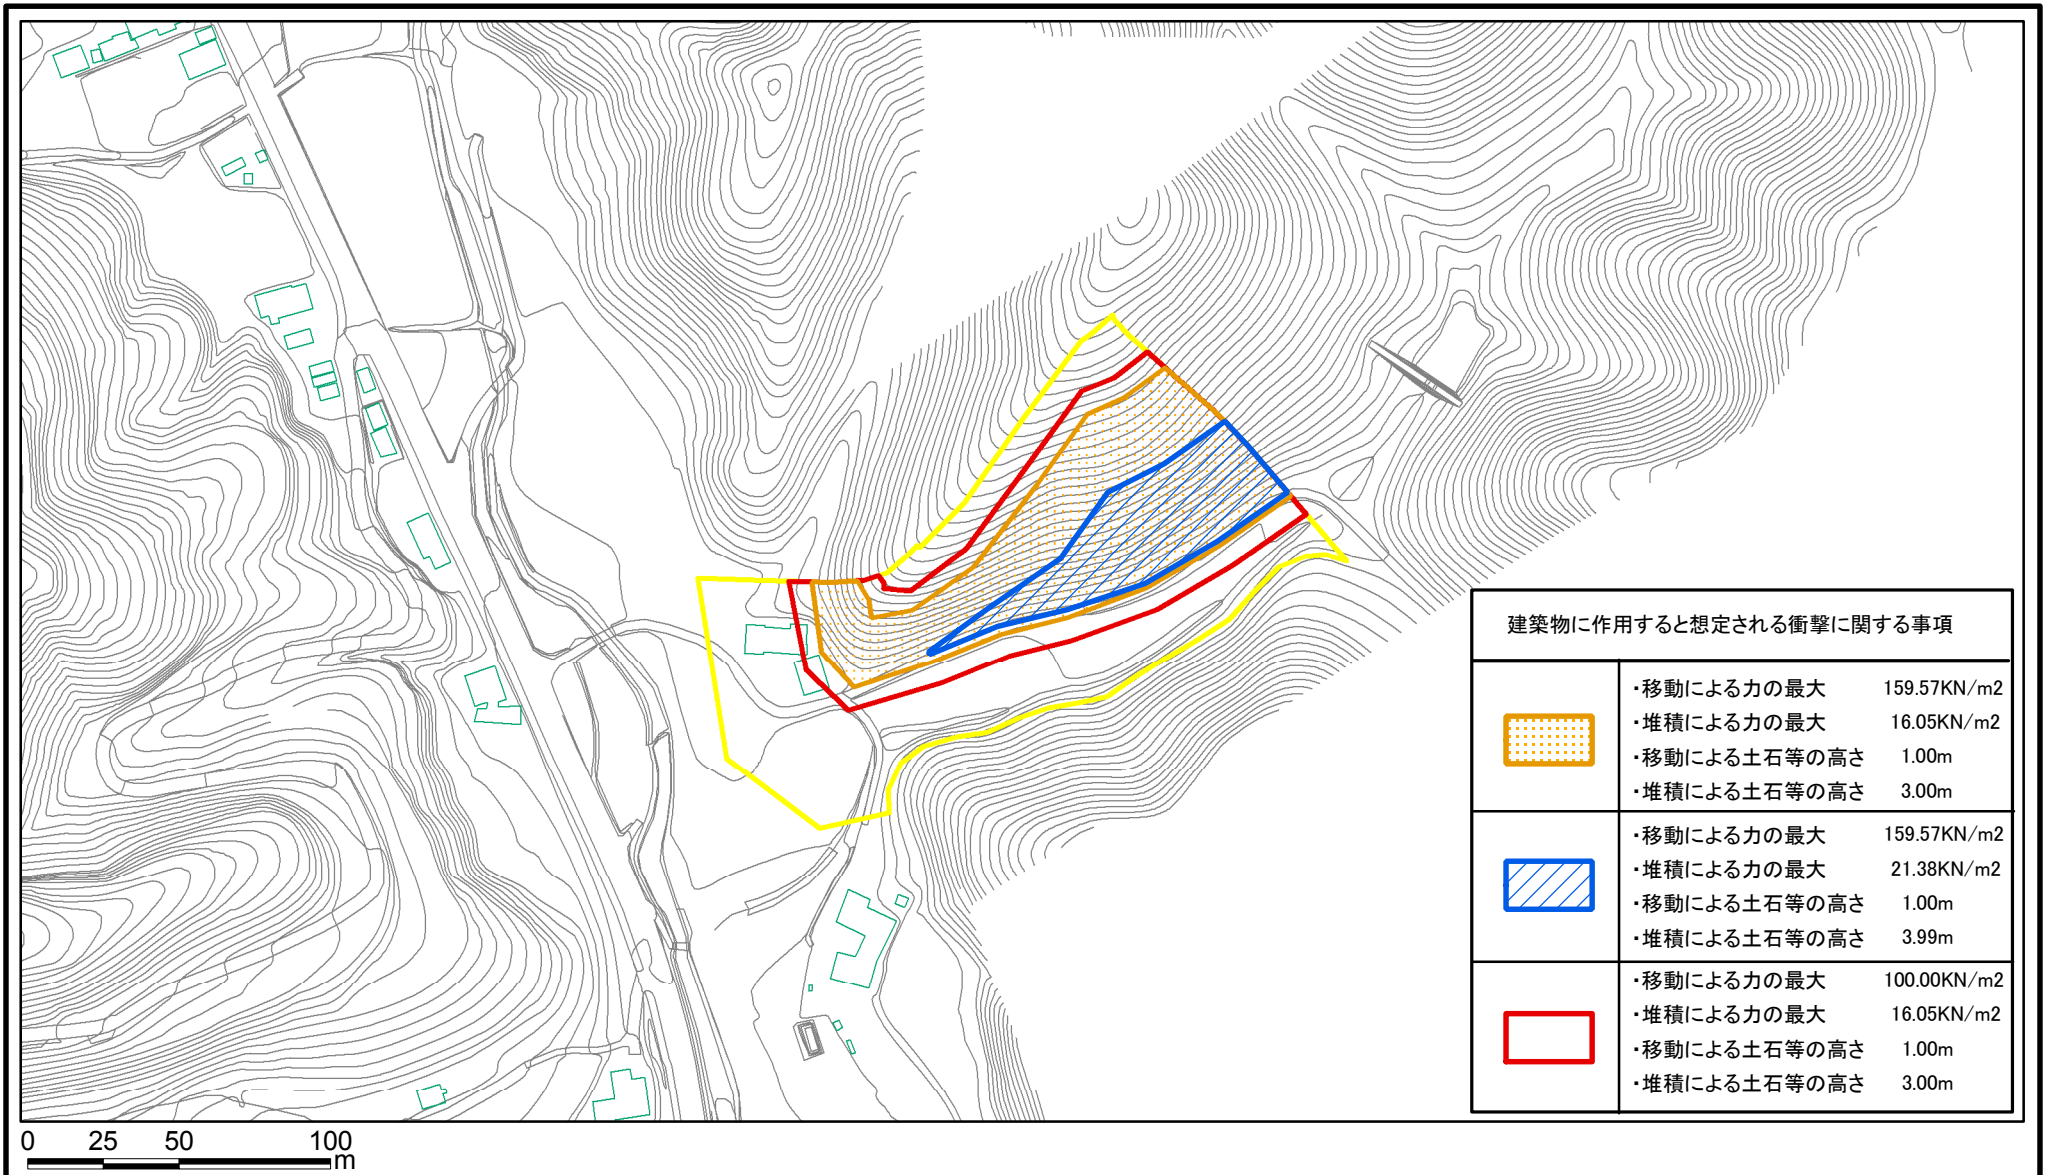 建築物に作用すると想定される衝撃に関する事項
・移動による力の最大 159.57KN/m2
・堆積による力の最大 16.05KN/m2
・移動による土石等の高さ 1.00m
・堆積による土石等の高さ 3.00m
・移動による力の最大 159.57KN/m2
・堆積による力の最大 21.38KN/m2
・移動による土石等の高さ 1.00m
・堆積による土石等の高さ 3.99m
・移動による力の最大 100.00KN/m2
・堆積による力の最大 16.05KN/m2
・移動による土石等の高さ 1.00m
・堆積による土石等の高さ 3.00m
0 25 50 100
m